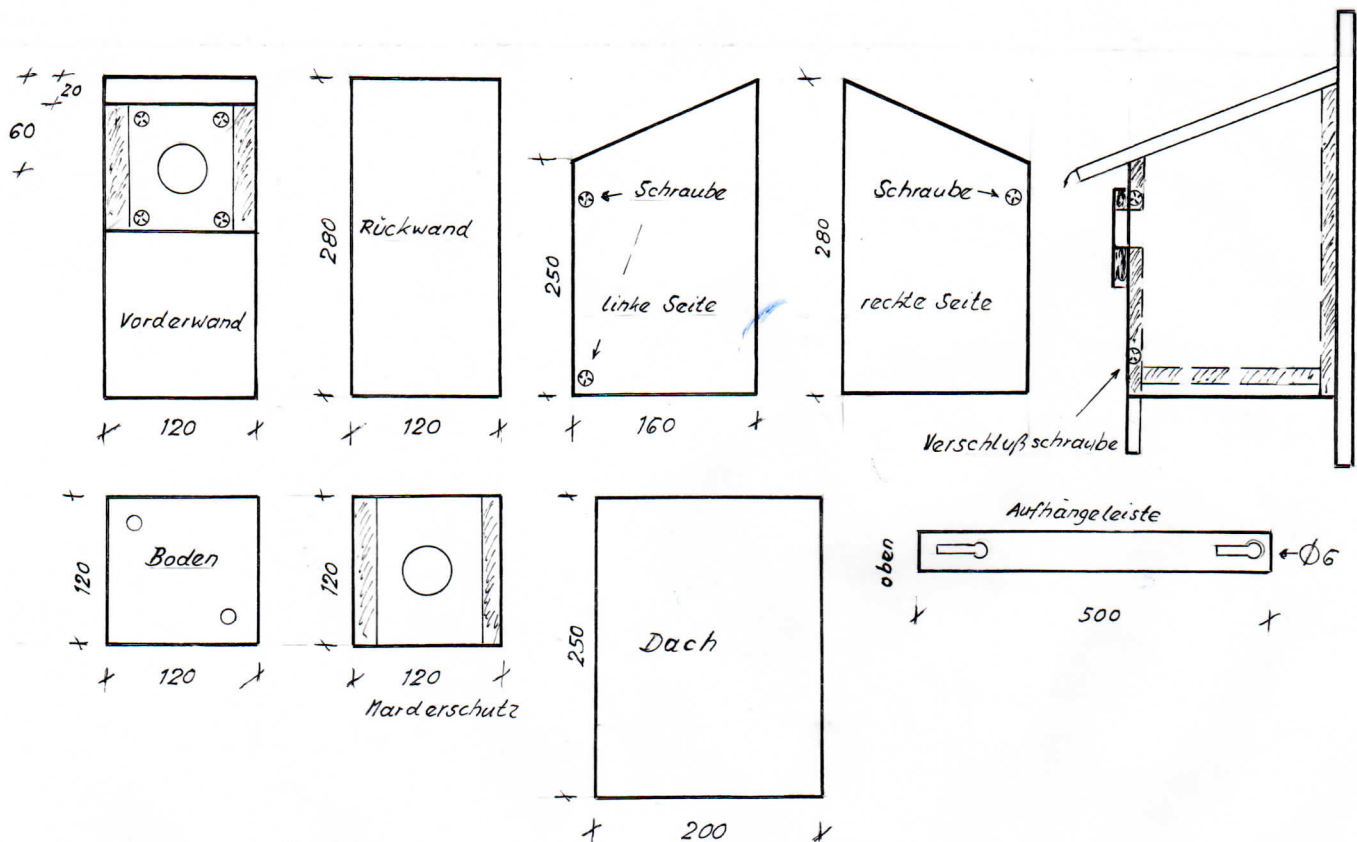 20
60
Vorderwand
120
280
Rückwand
120
250
Schraube
linke Seite
160
280
Schraube
rechte Seite
Verschlußschraube
120
Boden
120
120
120
Marderschutz
250
Dach
200
Aufhängeleiste
oben
Ø6
500